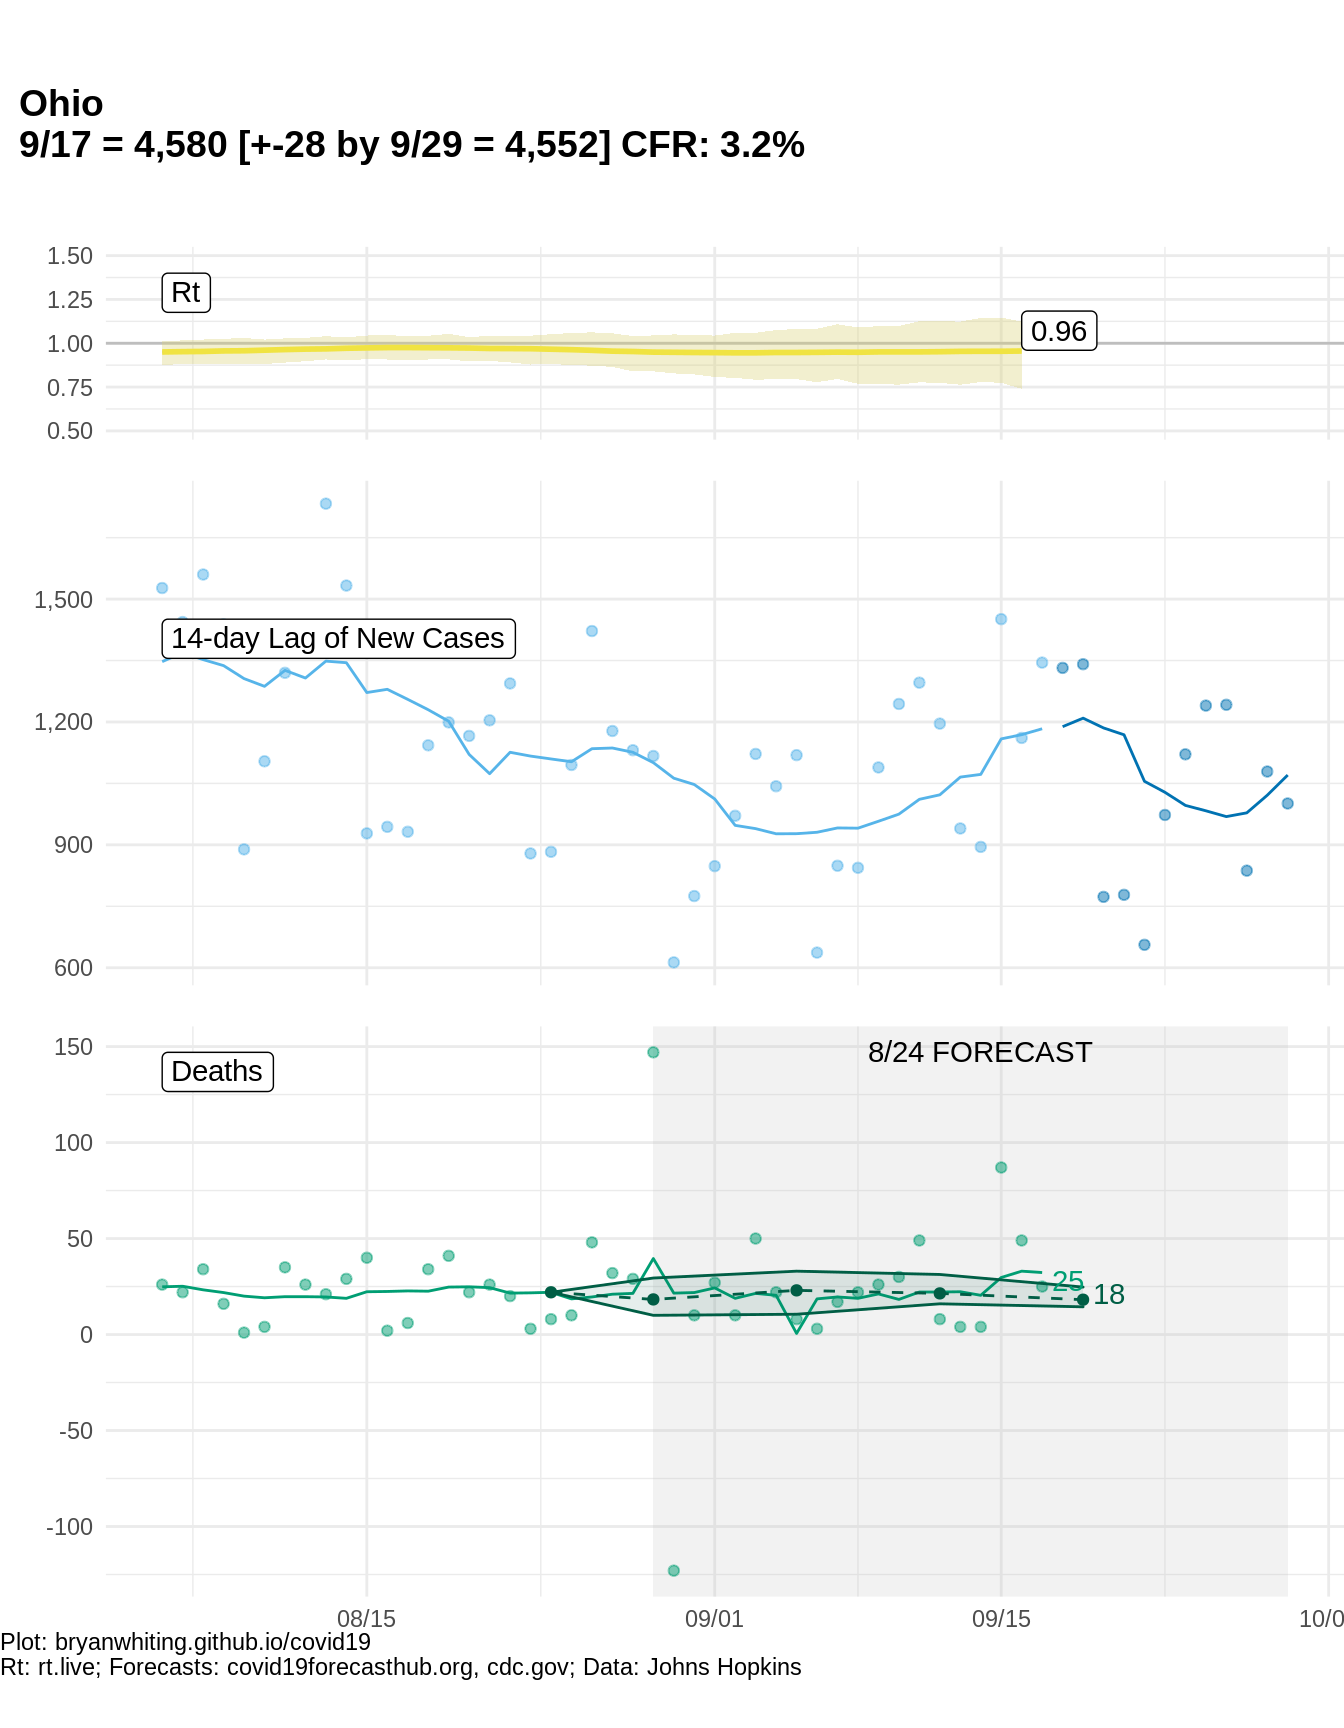 Ohio
9/17 = 4,580 [+-28 by 9/29 = 4,552] CFR: 3.2%
1.50
1.25
1.00
0.75
0.50
Rt
0.96
1,500
1,200
900
600
14-day Lag of New Cases
150
100
50
0
-50
-100
Deaths
8/24 FORECAST
25
18
08/15
09/01
09/15
10/0
Plot: bryanwhiting.github.io/covid19
Rt: rt.live; Forecasts: covid19forecasthub.org, cdc.gov; Data: Johns Hopkins